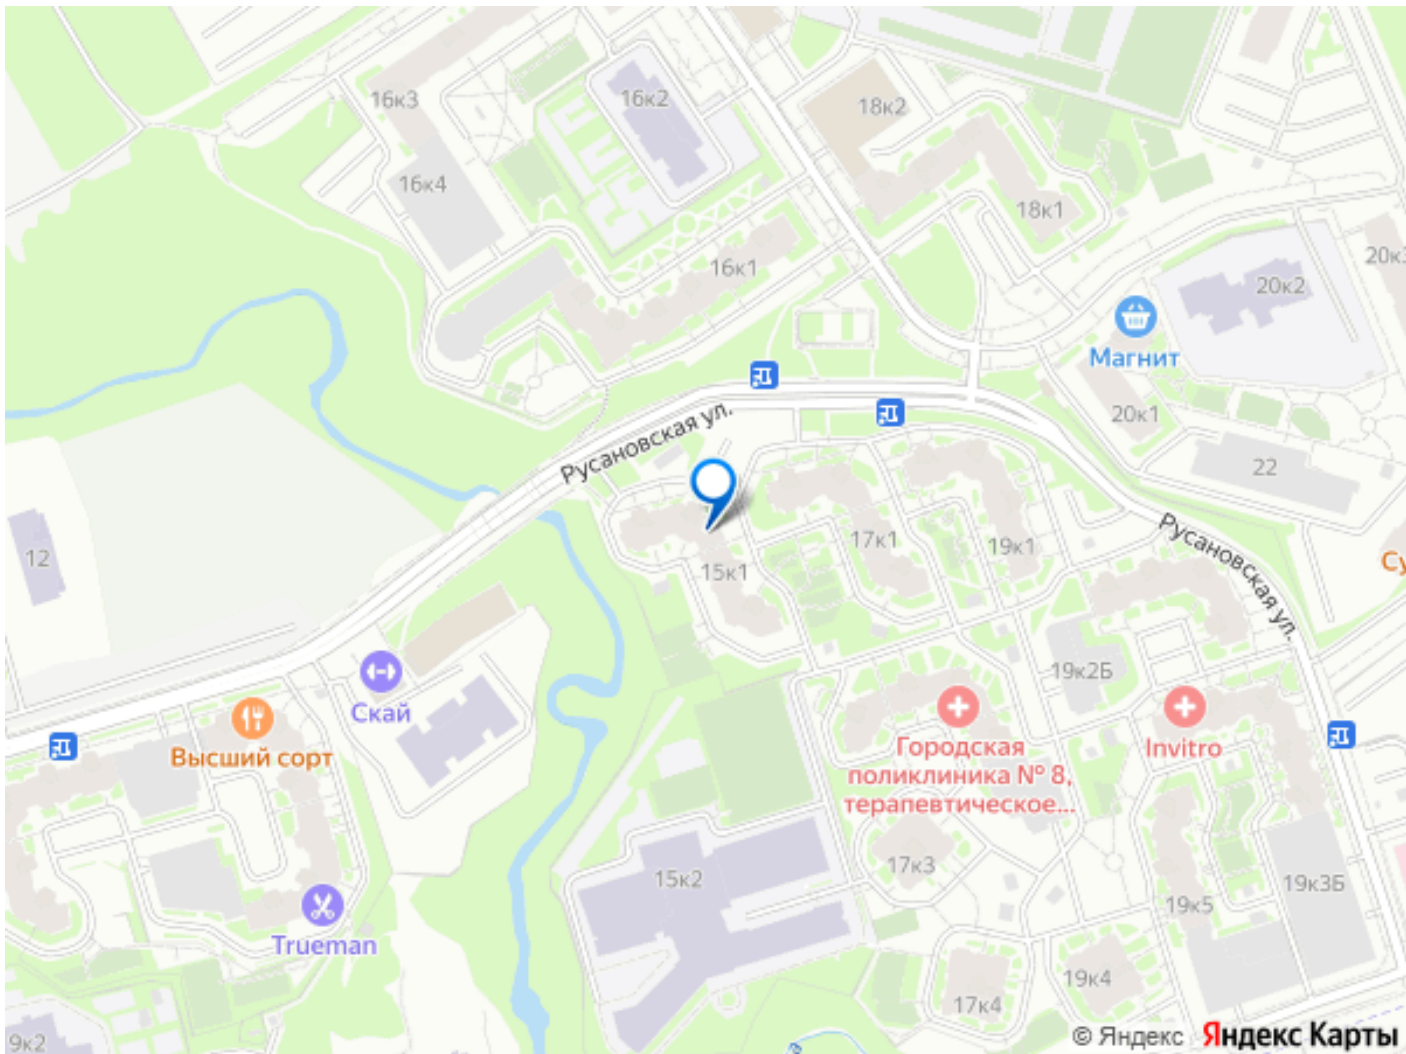 16к3
16к2
18к2
16к4
18к1
16к1
20к3
20к2
Магнит
20к1
Русановская ул.
22
12
17к1
19к1
Русановская ул.
15к1
Су
19к2Б
Скай
Высший сорт
Городская
поликлиника № 8,
терапевтическое...
Invitro
15к2
17к3
19к3Б
19к5
Trueman
19к4
17к4
9к2
© Яндекс Яндекс Карты